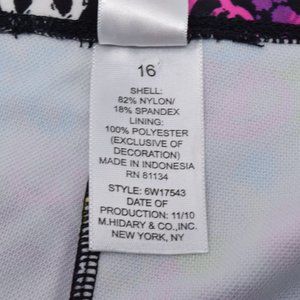 16
SHELL:
82% NYLON/
18% SPANDEX
LINING:
100% POLYESTER
(EXCLUSIVE OF
DECORATION)
MADE IN INDONESIA
RN 81134
STYLE: 6W17543
DATE OF
PRODUCTION: 11/10
M.HIDARY & CO.,INC.
NEW YORK, NY